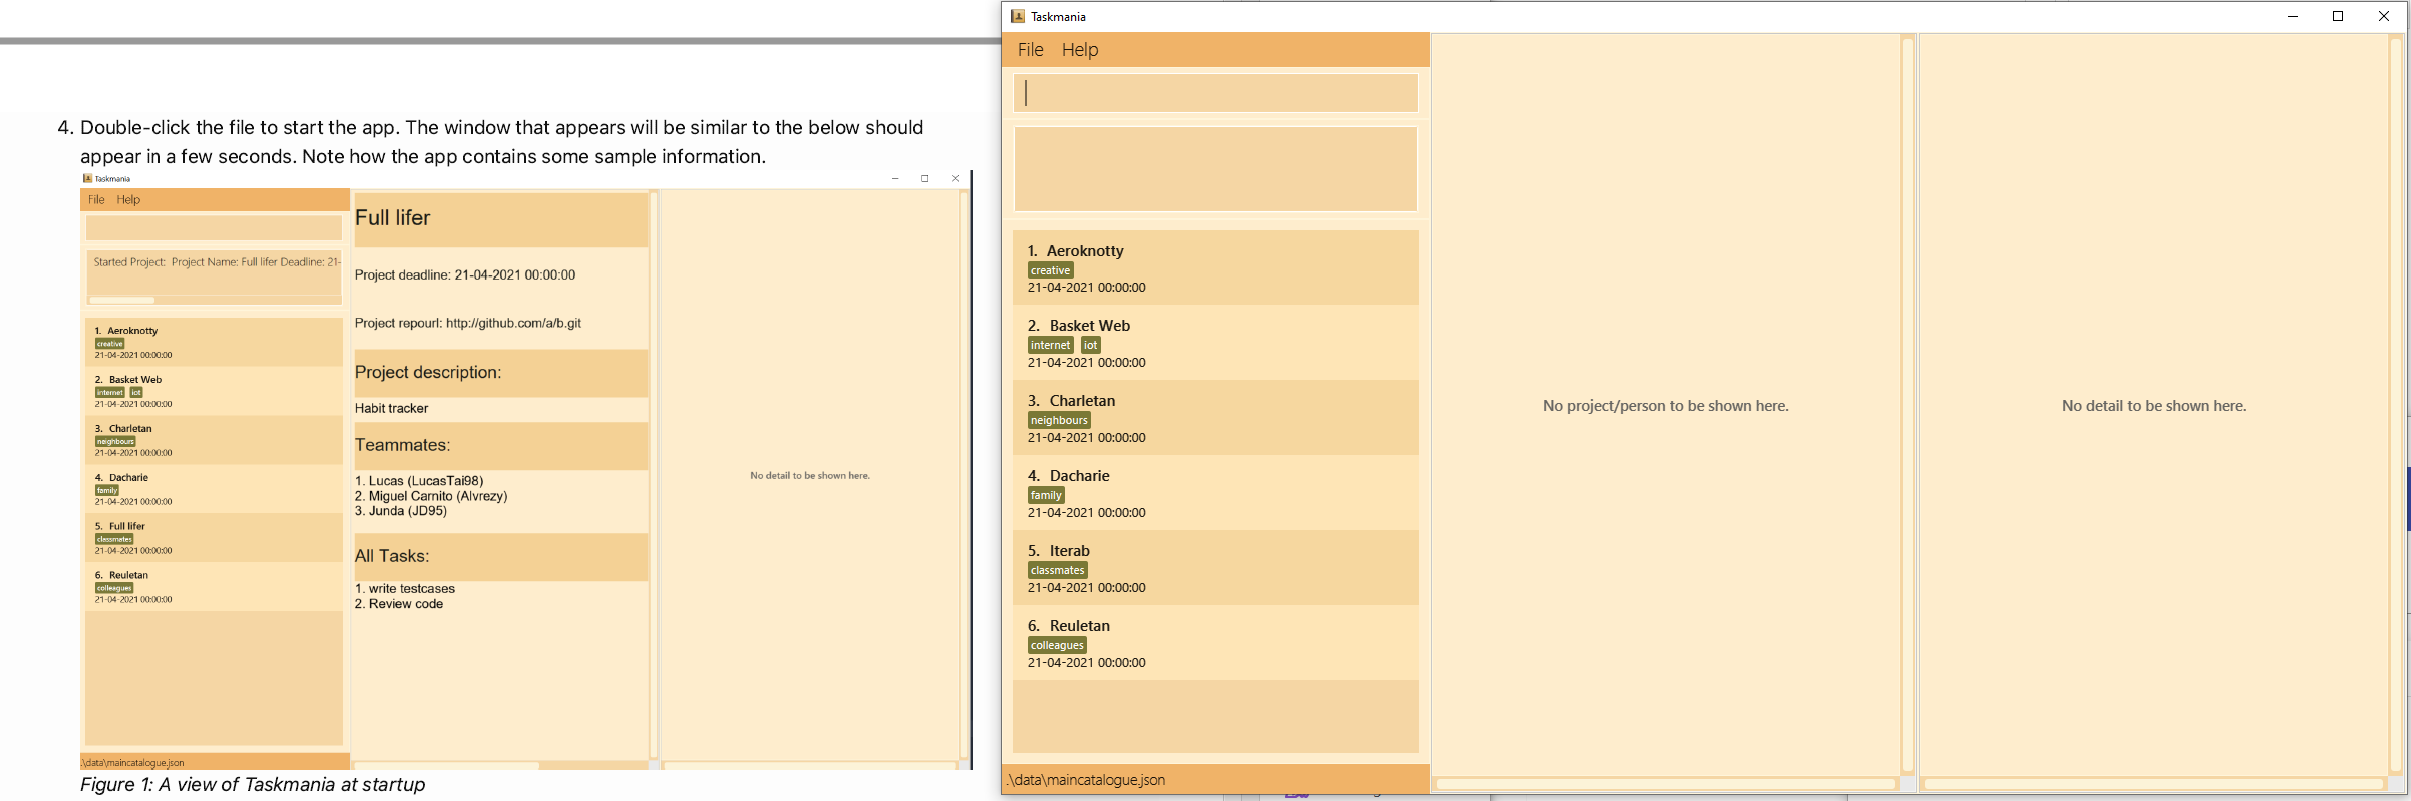 4. Double-click the file to start the app. The window that appears will be similar to the below should
appear in a few seconds. Note how the app contains some sample information.
Taskmania
File Help
Started Project: Project Name: Full lifer Deadline: 21-
1. Aeroknotty
creative
21-04-2021 00:00:00
2. Basket Web
internet iot
21-04-2021 00:00:00
3. Charletan
neighbours
21-04-2021 00:00:00
4. Dacharie
family
21-04-2021 00:00:00
5. Full lifer
classmates
21-04-2021 00:00:00
6. Reuletan
colleagues
21-04-2021 00:00:00
.\data\maincatalogue.json
Full lifer
Project deadline: 21-04-2021 00:00:00
Project repourl: http://github.com/a/b.git
Project description:
Habit tracker
Teammates:
1. Lucas (LucasTai98)
2. Miguel Carnito (Alvrezy)
3. Junda (JD95)
All Tasks:
1. write testcases
2. Review code
No detail to be shown here.
Figure 1: A view of Taskmania at startup
Taskmania
File Help
1. Aeroknotty
creative
21-04-2021 00:00:00
2. Basket Web
internet iot
21-04-2021 00:00:00
3. Charletan
neighbours
21-04-2021 00:00:00
4. Dacharie
family
21-04-2021 00:00:00
5. Iterab
classmates
21-04-2021 00:00:00
6. Reuletan
colleagues
21-04-2021 00:00:00
.\data\maincatalogue.json
No project/person to be shown here.
No detail to be shown here.